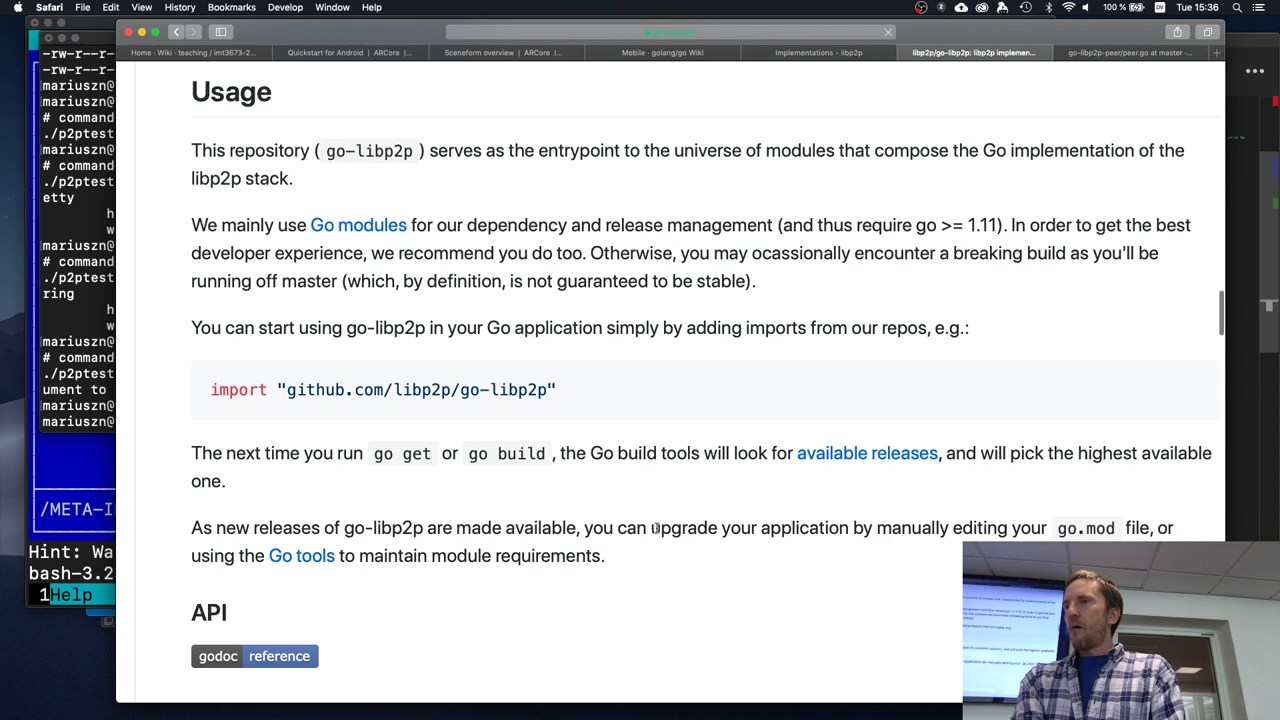 Safari File Edit View History Bookmarks Develop Window Help
2
100 %
DV
Tue 15:36
github.com
Home · Wiki · teaching / imt3673-2...
Quickstart for Android | ARCore |...
Sceneform overview | ARCore |...
Mobile · golang/go Wiki
Implementations - libp2p
libp2p/go-libp2p: libp2p implemen...
go-libp2p-peer/peer.go at master ·...
-rw-r--r-
-rw-r--r-
mariuszn@
# command
./p2ptest
mariuszn@
# command
./p2ptest
etty
h
w
mariuszn@
# command
./p2ptest
ring
h
w
mariuszn@
# command
./p2ptest
ument to
mariuszn@
mariuszn@
/META-I
Hint: Wa
bash-3.2
1Help
Usage
This repository ( go-libp2p ) serves as the entrypoint to the universe of modules that compose the Go implementation of the
libp2p stack.
We mainly use Go modules for our dependency and release management (and thus require go >= 1.11). In order to get the best
developer experience, we recommend you do too. Otherwise, you may ocassionally encounter a breaking build as you'll be
running off master (which, by definition, is not guaranteed to be stable).
You can start using go-libp2p in your Go application simply by adding imports from our repos, e.g.:
import "github.com/libp2p/go-libp2p"
The next time you run go get or go build , the Go build tools will look for available releases, and will pick the highest available
one.
As new releases of go-libp2p are made available, you can upgrade your application by manually editing your go.mod file, or
using the Go tools to maintain module requirements.
API
godoc reference